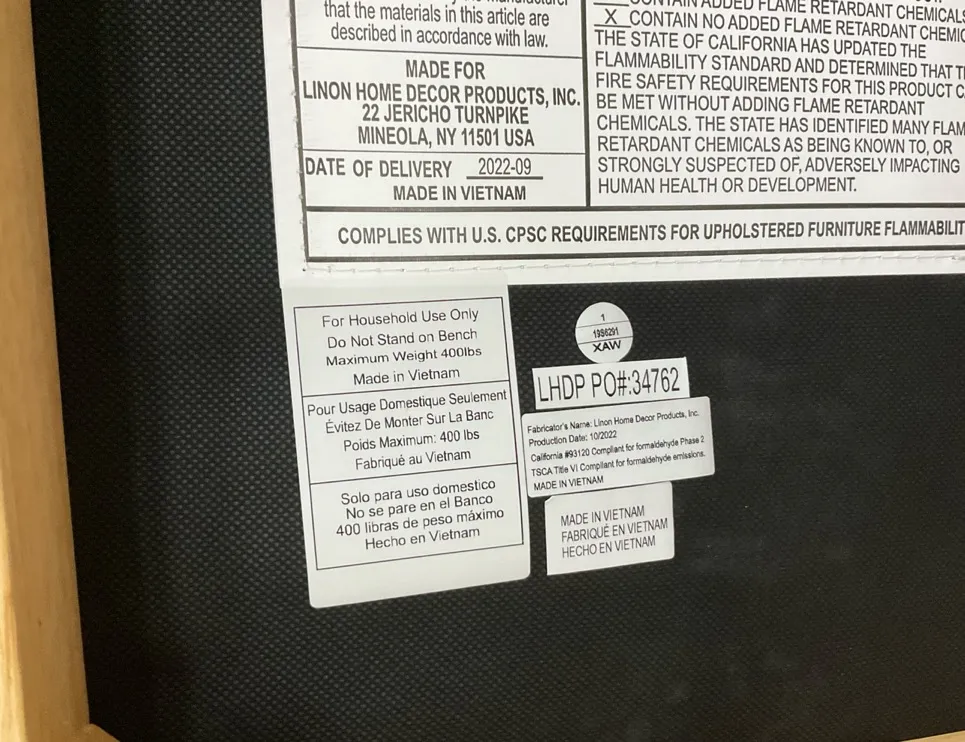 that the materials in this article are
described in accordance with law.
MADE FOR
LINON HOME DECOR PRODUCTS, INC.
22 JERICHO TURNPIKE
MINEOLA, NY 11501 USA
DATE OF DELIVERY 2022-09
MADE IN VIETNAM
ADDED FLAME RETARDANT CHEMICALS
X CONTAIN NO ADDED FLAME RETARDANT CHEMIC
THE STATE OF CALIFORNIA HAS UPDATED THE
FLAMMABILITY STANDARD AND DETERMINED THAT T
FIRE SAFETY REQUIREMENTS FOR THIS PRODUCT C
BE MET WITHOUT ADDING FLAME RETARDANT
CHEMICALS. THE STATE HAS IDENTIFIED MANY FLAM
RETARDANT CHEMICALS AS BEING KNOWN TO, OR
STRONGLY SUSPECTED OF, ADVERSELY IMPACTING
HUMAN HEALTH OR DEVELOPMENT.
COMPLIES WITH U.S. CPSC REQUIREMENTS FOR UPHOLSTERED FURNITURE FLAMMABILIT
For Household Use Only
Do Not Stand on Bench
Maximum Weight 400lbs
Made in Vietnam
Pour Usage Domestique Seulement
Évitez De Monter Sur La Banc
Poids Maximum: 400 lbs
Fabriqué au Vietnam
Solo para uso domestico
No se pare en el Banco
400 libras de peso máximo
Hecho en Vietnam
1
19S6291
XAW
LHDP PO#:34762
Fabricator's Name: Linon Home Decor Products, Inc.
Production Date: 10/2022
California #93120 Compliant for formaldehyde Phase 2
TSCA Title VI Compliant for formaldehyde emissions.
MADE IN VIETNAM
MADE IN VIETNAM
FABRIQUÉ EN VIETNAM
HECHO EN VIETNAM